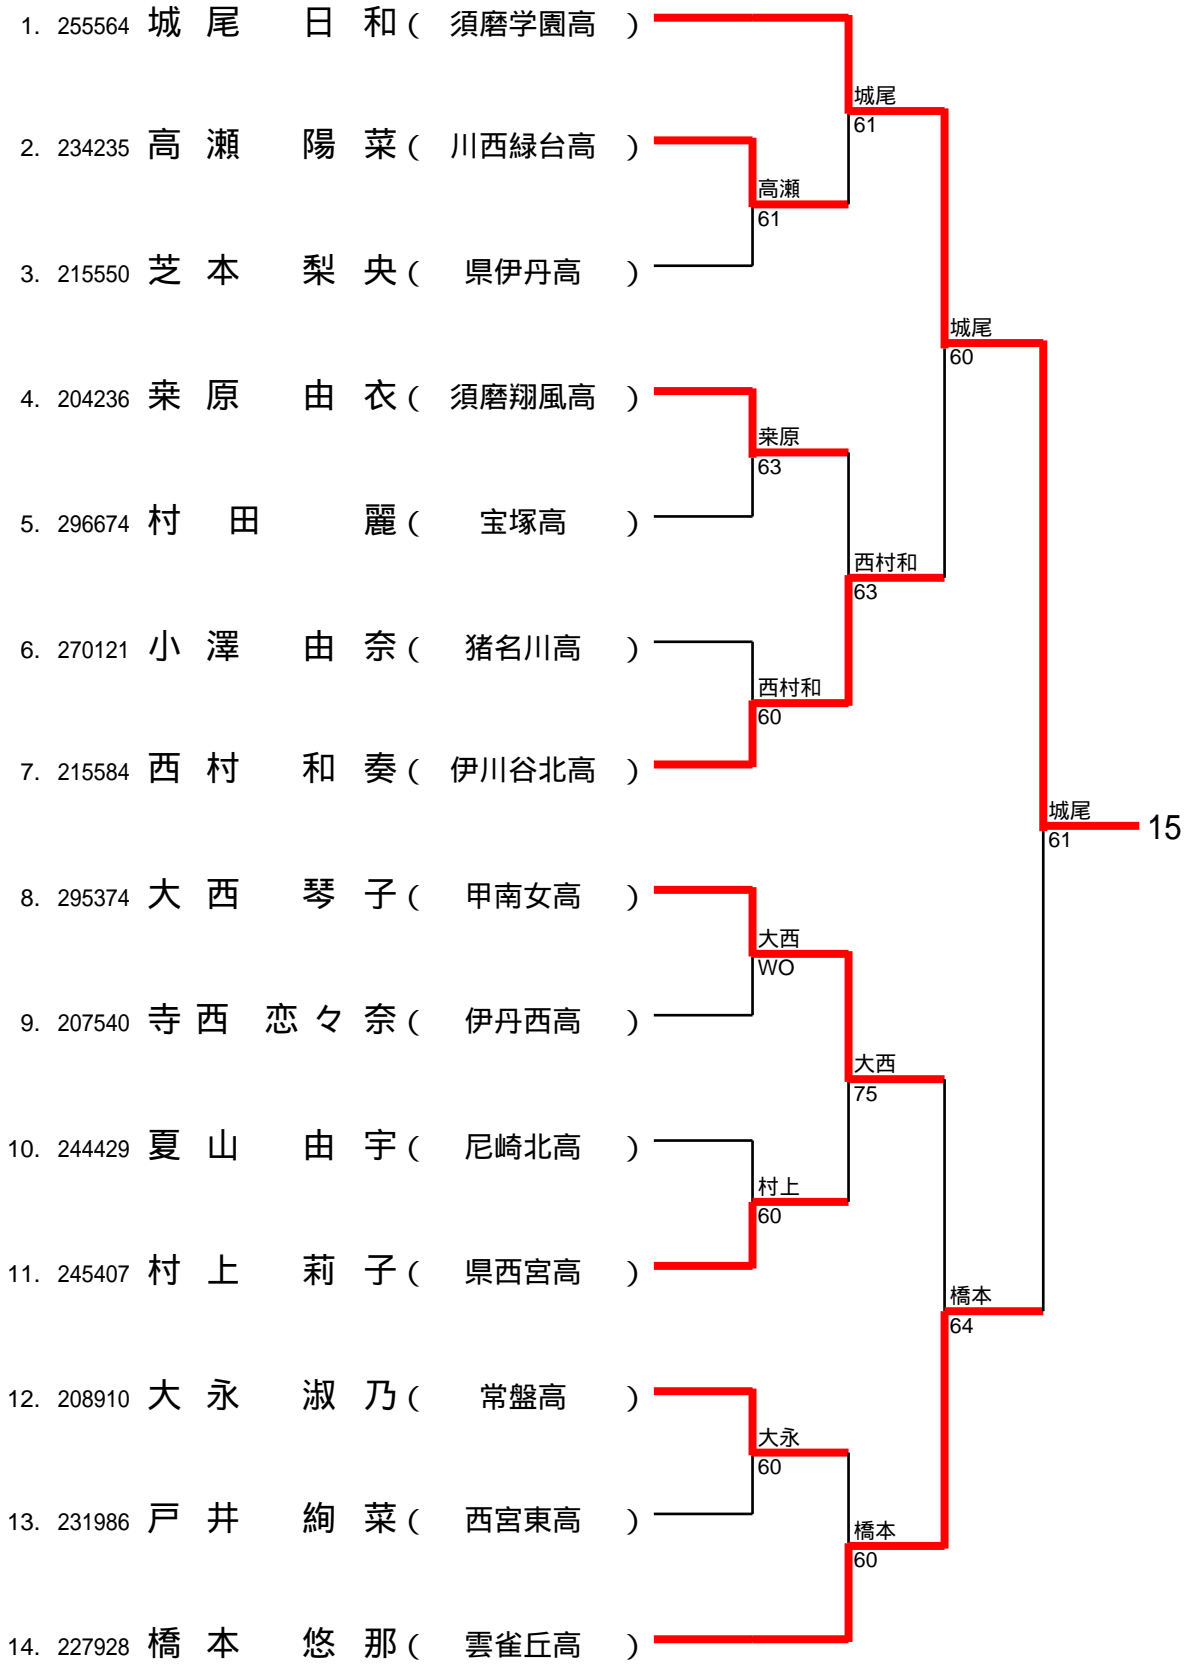 1. 255564 城尾 日和 ( 須磨学園高 )
城尾
61
2. 234235 高瀬 陽菜 ( 川西緑台高 )
高瀬
61
3. 215550 芝本 梨央 ( 県伊丹高 )
城尾
60
4. 204236 桒原 由衣 ( 須磨翔風高 )
桒原
63
5. 296674 村田 麗 ( 宝塚高 )
西村和
63
6. 270121 小澤 由奈 ( 猪名川高 )
西村和
60
7. 215584 西村 和奏 ( 伊川谷北高 )
城尾
61
15
8. 295374 大西 琴子 ( 甲南女高 )
大西
WO
9. 207540 寺西 恋々奈 ( 伊丹西高 )
大西
75
10. 244429 夏山 由宇 ( 尼崎北高 )
村上
60
11. 245407 村上 莉子 ( 県西宮高 )
橋本
64
12. 208910 大永 淑乃 ( 常盤高 )
大永
60
13. 231986 戸井 絢菜 ( 西宮東高 )
橋本
60
14. 227928 橋本 悠那 ( 雲雀丘高 )